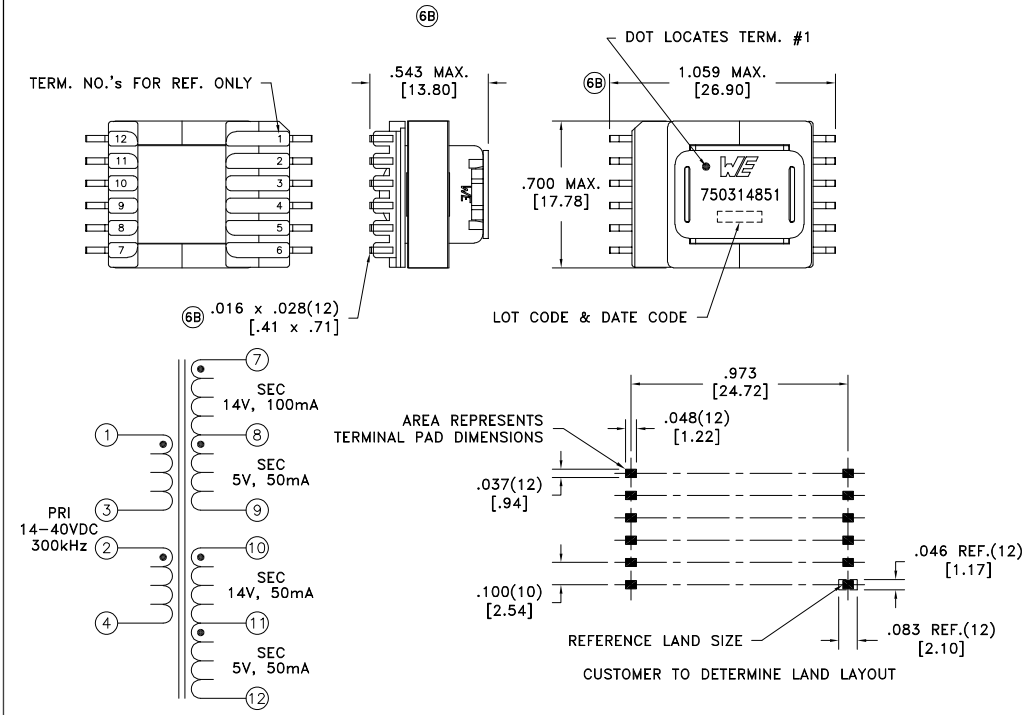 6B
TERM. NO.'s FOR REF. ONLY
12
11
10
9
8
7
1
2
3
4
5
6
.543 MAX.
[13.80]
WE
6B .016 x .028(12)
[.41 x .71]
DOT LOCATES TERM. #1
6B
1.059 MAX.
[26.90]
.700 MAX.
[17.78]
WE
750314851
LOT CODE & DATE CODE
1
3
2
4
PRI
14-40VDC
300kHz
7
SEC
14V, 100mA
8
SEC
5V, 50mA
9
10
SEC
14V, 50mA
11
SEC
5V, 50mA
12
.973
[24.72]
AREA REPRESENTS
TERMINAL PAD DIMENSIONS
.048(12)
[1.22]
.037(12)
[.94]
.100(10)
[2.54]
.046 REF.(12)
[1.17]
.083 REF.(12)
[2.10]
REFERENCE LAND SIZE
CUSTOMER TO DETERMINE LAND LAYOUT